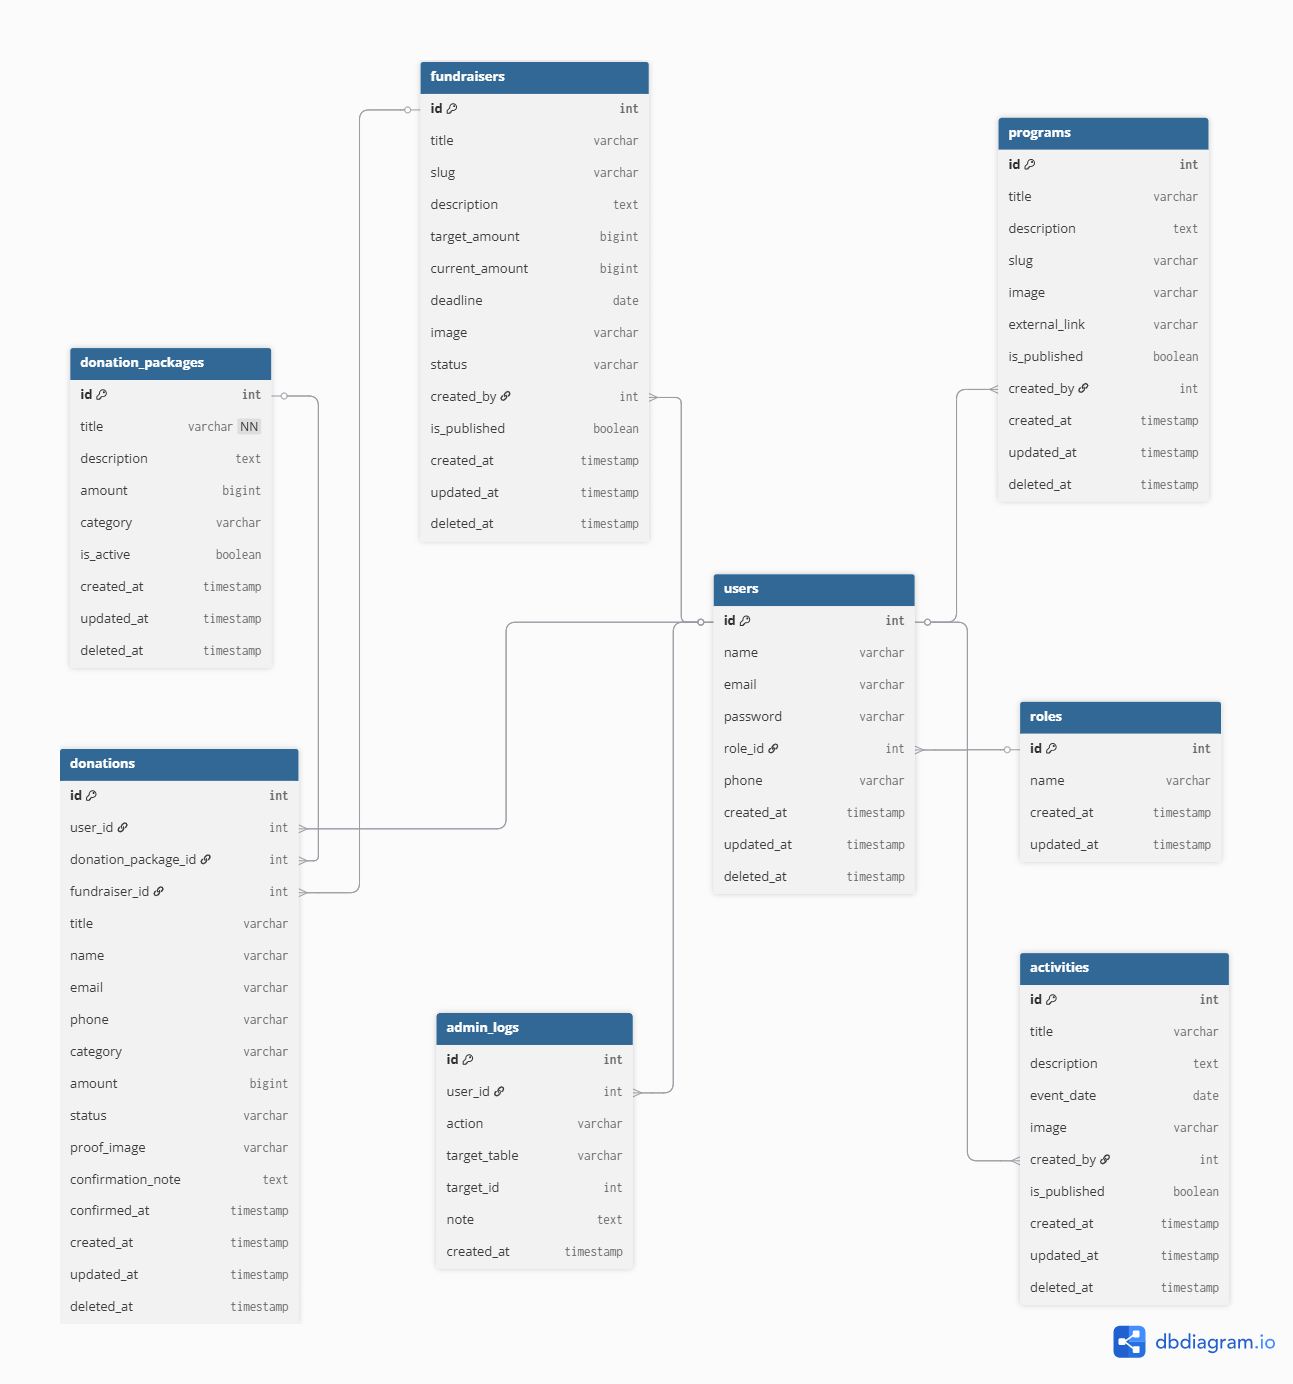 fundraisers
id int
title varchar
slug varchar
description text
target_amount bigint
current_amount bigint
deadline date
image varchar
status varchar
created_by int
is_published boolean
created_at timestamp
updated_at timestamp
deleted_at timestamp
programs
id int
title varchar
description text
slug varchar
image varchar
external_link varchar
is_published boolean
created_by int
created_at timestamp
updated_at timestamp
deleted_at timestamp
donation_packages
id int
title varchar NN
description text
amount bigint
category varchar
is_active boolean
created_at timestamp
updated_at timestamp
deleted_at timestamp
users
id int
name varchar
email varchar
password varchar
role_id int
phone varchar
created_at timestamp
updated_at timestamp
deleted_at timestamp
roles
id int
name varchar
created_at timestamp
updated_at timestamp
donations
id int
user_id int
donation_package_id int
fundraiser_id int
title varchar
name varchar
email varchar
phone varchar
category varchar
amount bigint
status varchar
proof_image varchar
confirmation_note text
confirmed_at timestamp
created_at timestamp
updated_at timestamp
deleted_at timestamp
admin_logs
id int
user_id int
action varchar
target_table varchar
target_id int
note text
created_at timestamp
activities
id int
title varchar
description text
event_date date
image varchar
created_by int
is_published boolean
created_at timestamp
updated_at timestamp
deleted_at timestamp
dbdiagram.io